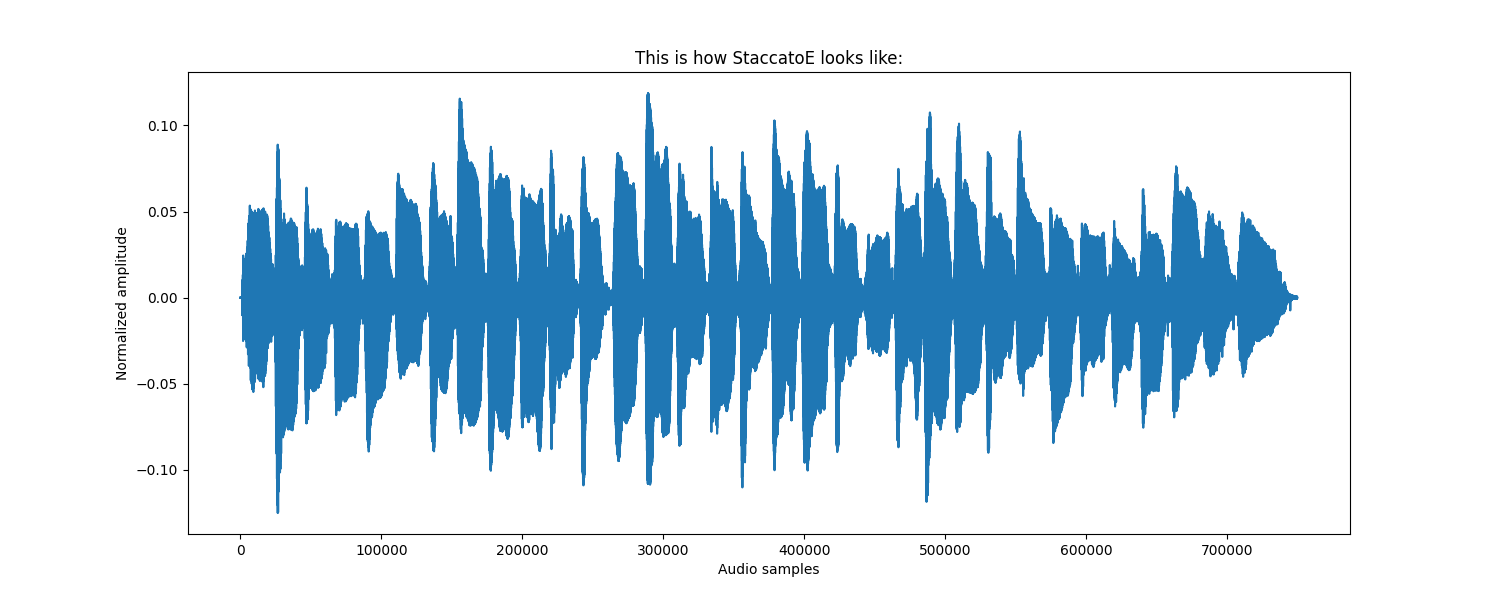 This is how StaccatoE looks like:
0.10
0.05
0.00
−0.05
−0.10
Normalized amplitude
0 100000 200000 300000 400000 500000 600000 700000
Audio samples